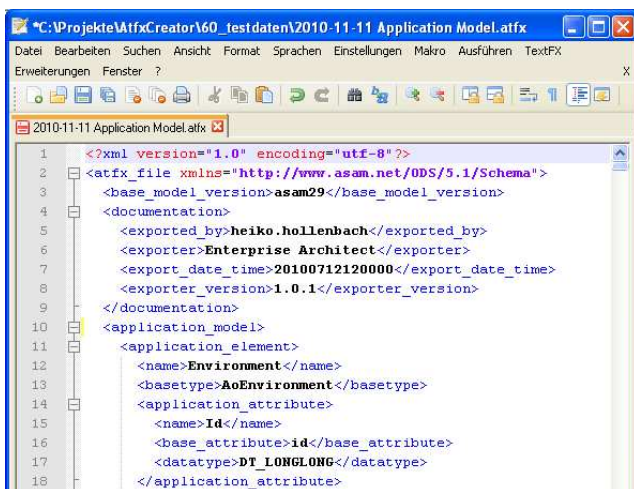 *C:\Projekte\AtfxCreator\60_testdaten\2010-11-11 Application Model.atfx
Datei Bearbeiten Suchen Ansicht Format Sprachen Einstellungen Makro Ausführen TextFX
Erweiterungen Fenster ? X
2010-11-11 Application Model.atfx
1 <?xml version="1.0" encoding="utf-8"?>
2 <atfx_file xmlns="http://www.asam.net/ODS/5.1/Schema">
3 <base_model_version>asam29</base_model_version>
4 <documentation>
5 <exported_by>heiko.hollenbach</exported_by>
6 <exporter>Enterprise Architect</exporter>
7 <export_date_time>20100712120000</export_date_time>
8 <exporter_version>1.0.1</exporter_version>
9 </documentation>
10 <application_model>
11 <application_element>
12 <name>Environment</name>
13 <basetype>AoEnvironment</basetype>
14 <application_attribute>
15 <name>Id</name>
16 <base_attribute>id</base_attribute>
17 <datatype>DT_LONGLONG</datatype>
18 </application_attribute>